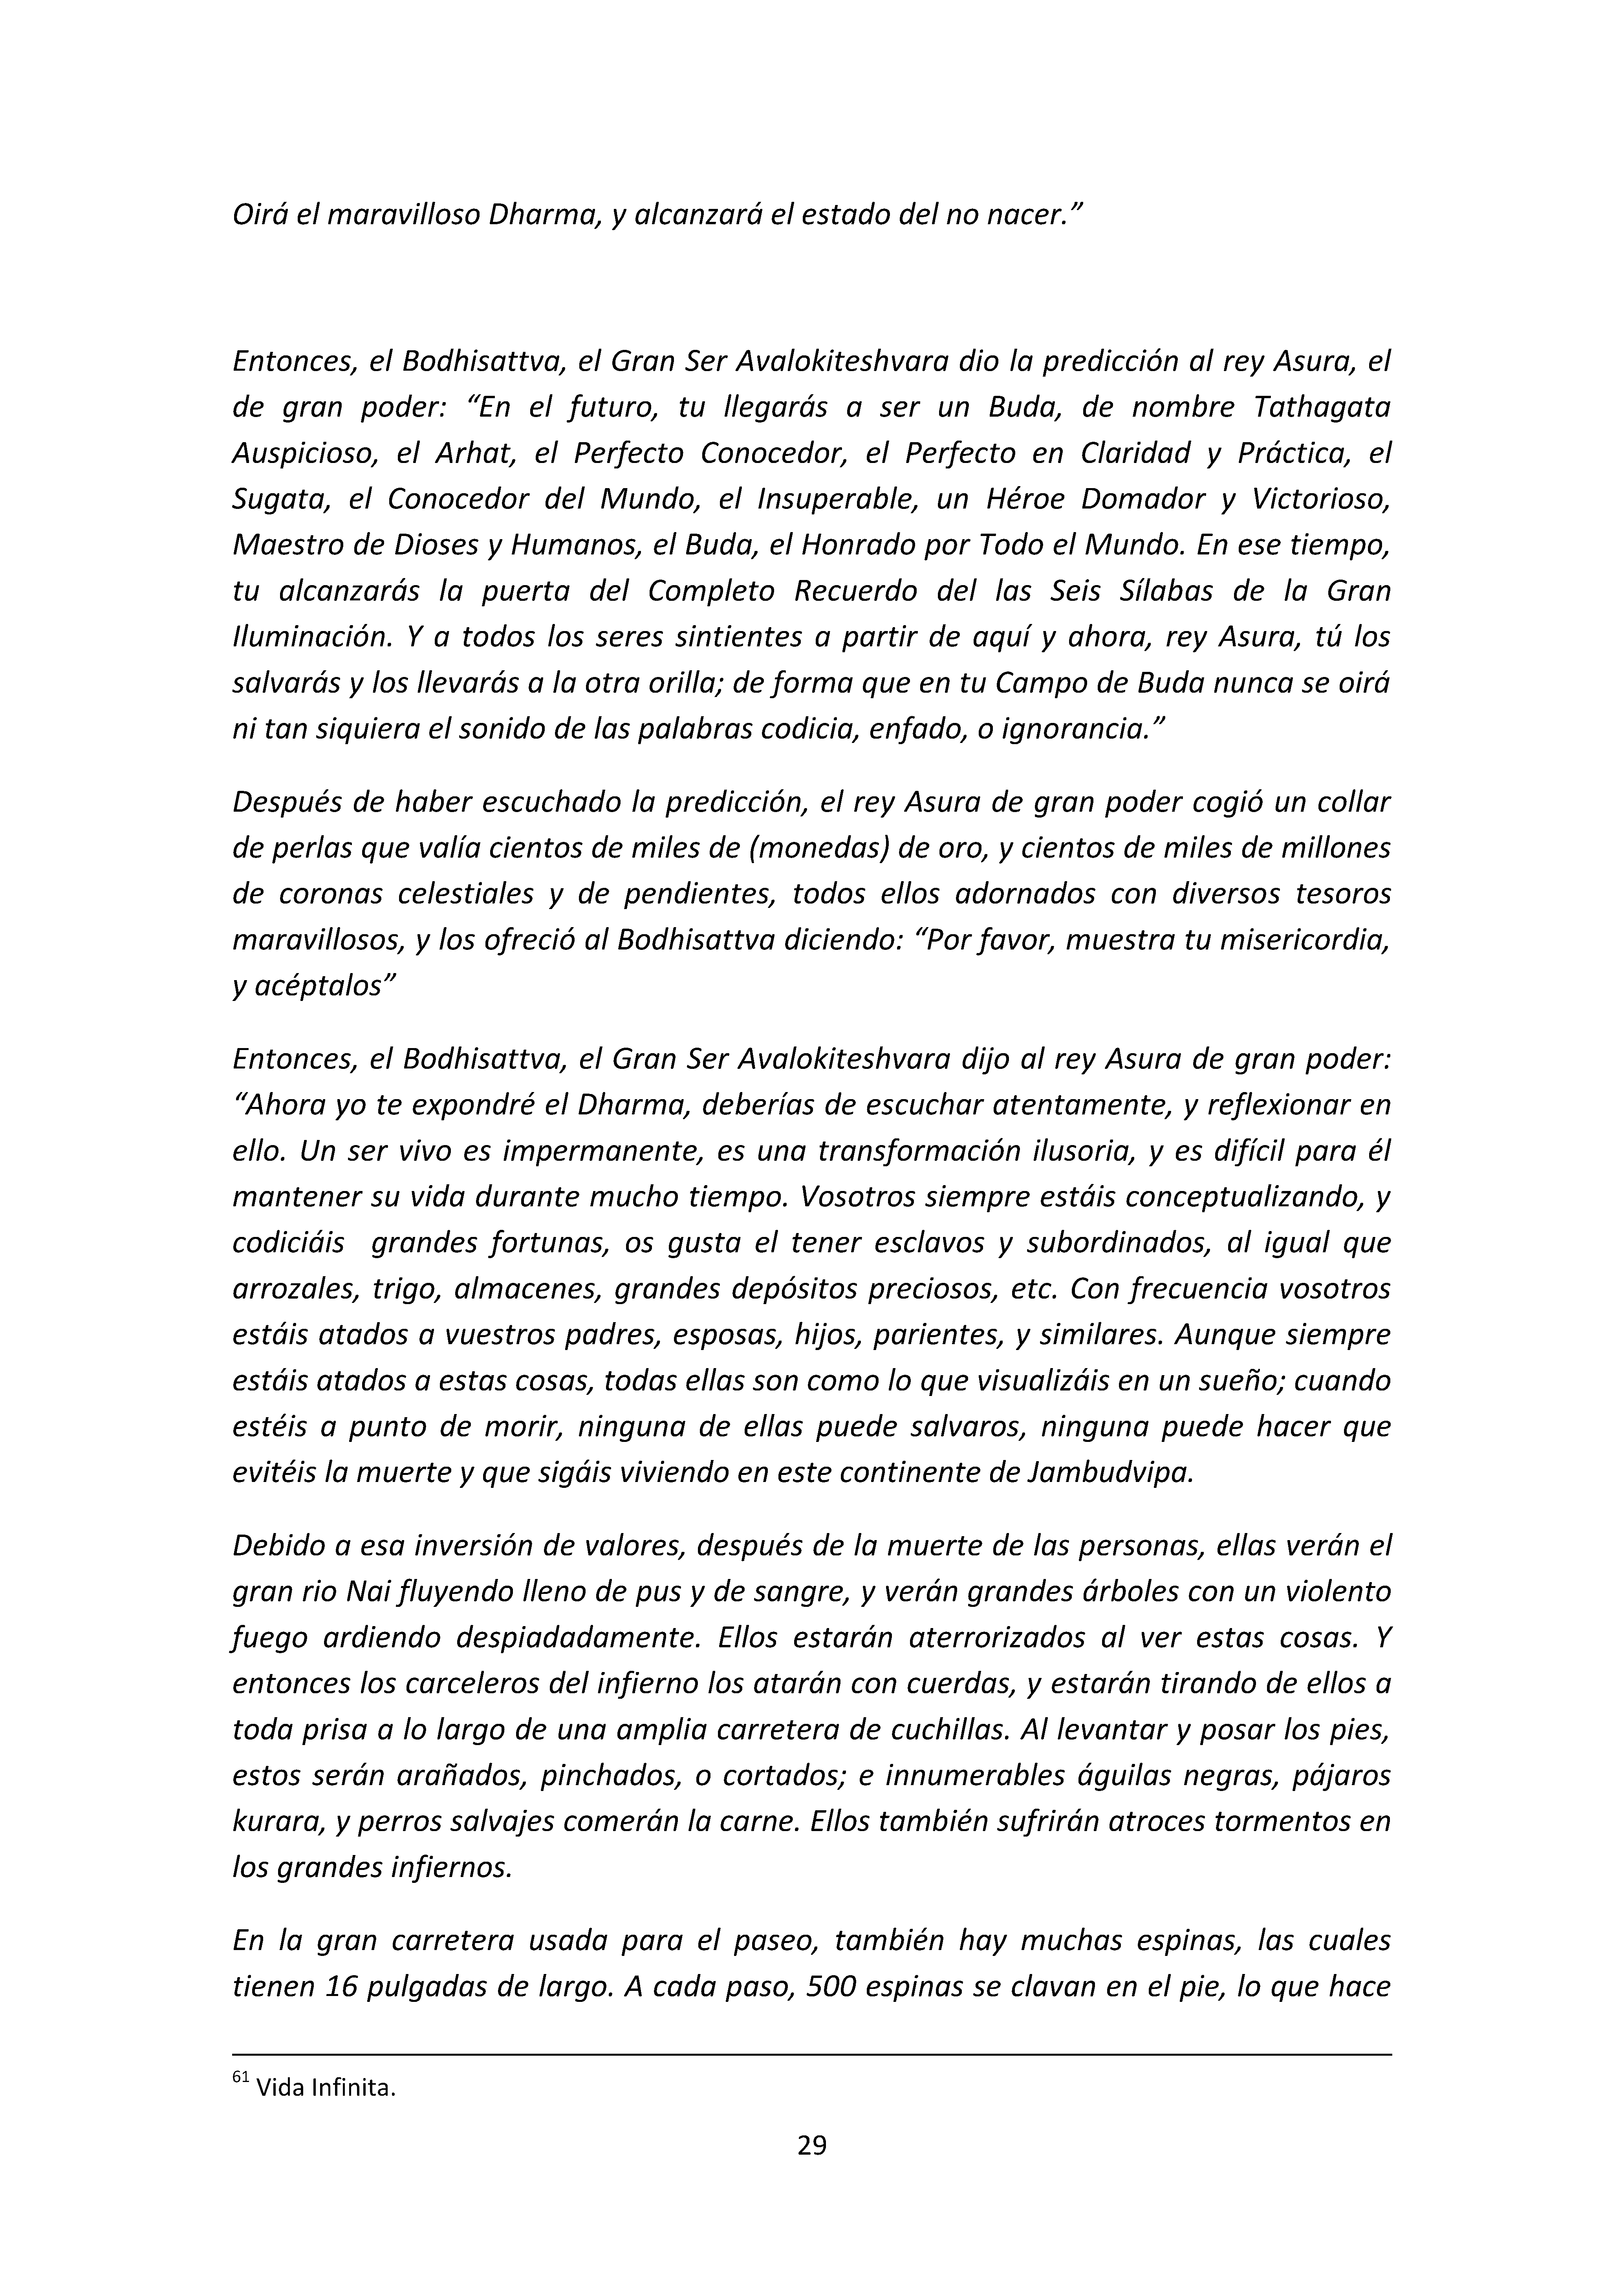 Oirá el maravilloso Dharma, y alcanzará el estado del no nacer.”
Entonces, el Bodhisattva, el Gran Ser Avalokiteshvara dio la predicción al rey Asura, el
de gran poder: “En el futuro, tu llegarás a ser un Buda, de nombre Tathagata
Auspicioso, el Arhat, el Perfecto Conocedor, el Perfecto en Claridad y Práctica, el
Sugata, el Conocedor del Mundo, el Insuperable, un Héroe Domador y Victorioso,
Maestro de Dioses y Humanos, el Buda, el Honrado por Todo el Mundo. En ese tiempo,
tu alcanzarás la puerta del Completo Recuerdo del las Seis Sílabas de la Gran
Iluminación. Y a todos los seres sintientes a partir de aquí y ahora, rey Asura, tú los
salvarás y los llevarás a la otra orilla; de forma que en tu Campo de Buda nunca se oirá
ni tan siquiera el sonido de las palabras codicia, enfado, o ignorancia.”
Después de haber escuchado la predicción, el rey Asura de gran poder cogió un collar
de perlas que valía cientos de miles de (monedas) de oro, y cientos de miles de millones
de coronas celestiales y de pendientes, todos ellos adornados con diversos tesoros
maravillosos, y los ofreció al Bodhisattva diciendo: “Por favor, muestra tu misericordia,
y acéptalos”
Entonces, el Bodhisattva, el Gran Ser Avalokiteshvara dijo al rey Asura de gran poder:
“Ahora yo te expondré el Dharma, deberías de escuchar atentamente, y reflexionar en
ello. Un ser vivo es impermanente, es una transformación ilusoria, y es difícil para él
mantener su vida durante mucho tiempo. Vosotros siempre estáis conceptualizando, y
codiciáis grandes fortunas, os gusta el tener esclavos y subordinados, al igual que
arrozales, trigo, almacenes, grandes depósitos preciosos, etc. Con frecuencia vosotros
estáis atados a vuestros padres, esposas, hijos, parientes, y similares. Aunque siempre
estáis atados a estas cosas, todas ellas son como lo que visualizáis en un sueño; cuando
estéis a punto de morir, ninguna de ellas puede salvaros, ninguna puede hacer que
evitéis la muerte y que sigáis viviendo en este continente de Jambudvipa.
Debido a esa inversión de valores, después de la muerte de las personas, ellas verán el
gran rio Nai fluyendo lleno de pus y de sangre, y verán grandes árboles con un violento
fuego ardiendo despiadadamente. Ellos estarán aterrorizados al ver estas cosas. Y
entonces los carceleros del infierno los atarán con cuerdas, y estarán tirando de ellos a
toda prisa a lo largo de una amplia carretera de cuchillas. Al levantar y posar los pies,
estos serán arañados, pinchados, o cortados; e innumerables águilas negras, pájaros
kurara, y perros salvajes comerán la carne. Ellos también sufrirán atroces tormentos en
los grandes infiernos.
En la gran carretera usada para el paseo, también hay muchas espinas, las cuales
tienen 16 pulgadas de largo. A cada paso, 500 espinas se clavan en el pie, lo que hace
61 Vida Infinita.
29